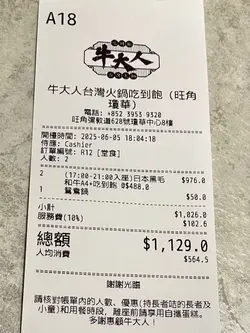 A18
牛大人
牛大人台灣火鍋吃到飽 (旺角
瓊華)
電話: +852 3953 9320
旺角彌敦道628號瓊華中心8樓
開檯時間: 2025-06-05 18:04:18
侍應: Cashier
訂單編號: R12 [堂食]
人數: 2
2 (17:00-21:00入座)日本黑毛 $976.0
和牛A4+吃到飽 @$488.0
1 鴛鴦鍋 $50.0
小計 $1,026.0
服務費(10%) $102.6
總額 $1,129.0
人均消費 $564.5
謝謝光臨
請核對帳單內的人數、優惠(持長者咭的長者及
小童)和用餐時段, 離座前請享用自攜蛋糕。
多謝惠顧牛大人!